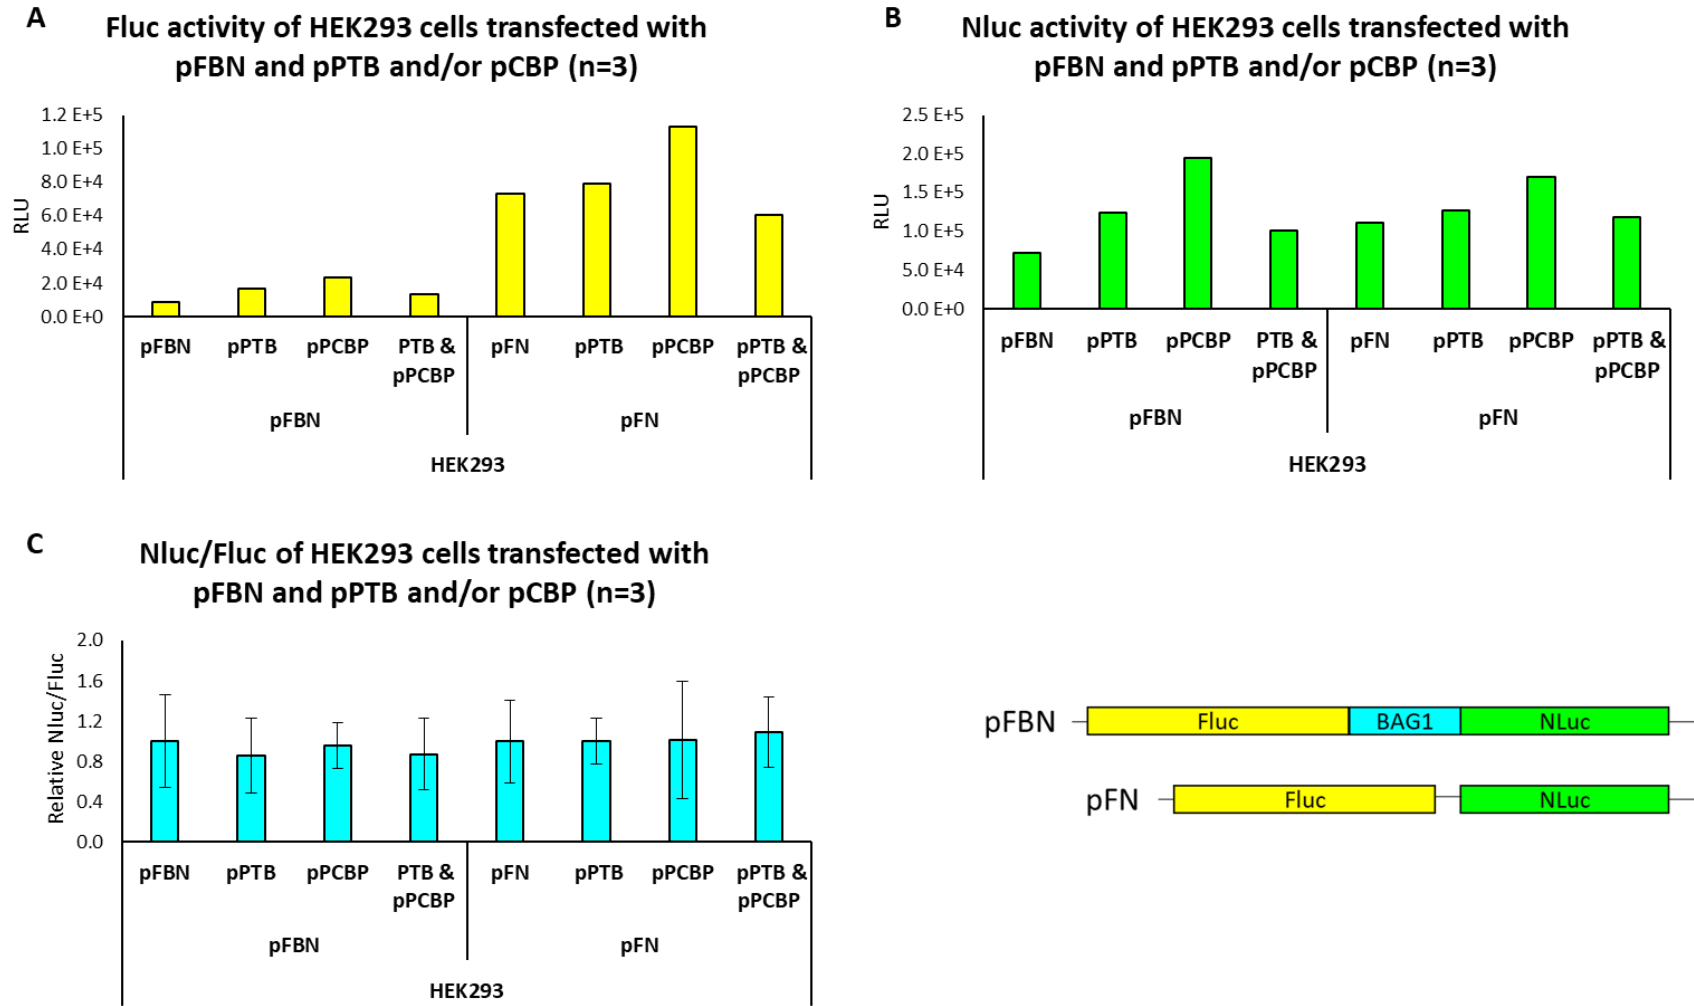 A
Fluc activity of HEK293 cells transfected with
pFBN and pPTB and/or pCBP (n=3)
1.2 E+5
1.0 E+5
8.0 E+4
6.0 E+4
4.0 E+4
2.0 E+4
0.0 E+0
RLU
pFBN pPTB pPCBP PTB & pFN pPTB pPCBP pPTB &
pPCBP pPCBP
pFBN pFN
HEK293
B
Nluc activity of HEK293 cells transfected with
pFBN and pPTB and/or pCBP (n=3)
2.5 E+5
2.0 E+5
1.5 E+5
1.0 E+5
5.0 E+4
0.0 E+0
RLU
pFBN pPTB pPCBP PTB & pFN pPTB pPCBP pPTB &
pPCBP pPCBP
pFBN pFN
HEK293
C
Nluc/Fluc of HEK293 cells transfected with
pFBN and pPTB and/or pCBP (n=3)
2.0
1.6
1.2
0.8
0.4
0.0
Relative Nluc/Fluc
pFBN pPTB pPCBP PTB & pFN pPTB pPCBP pPTB &
pPCBP pPCBP
pFBN pFN
HEK293
pFBN Fluc BAG1 NLuc
pFN Fluc NLuc